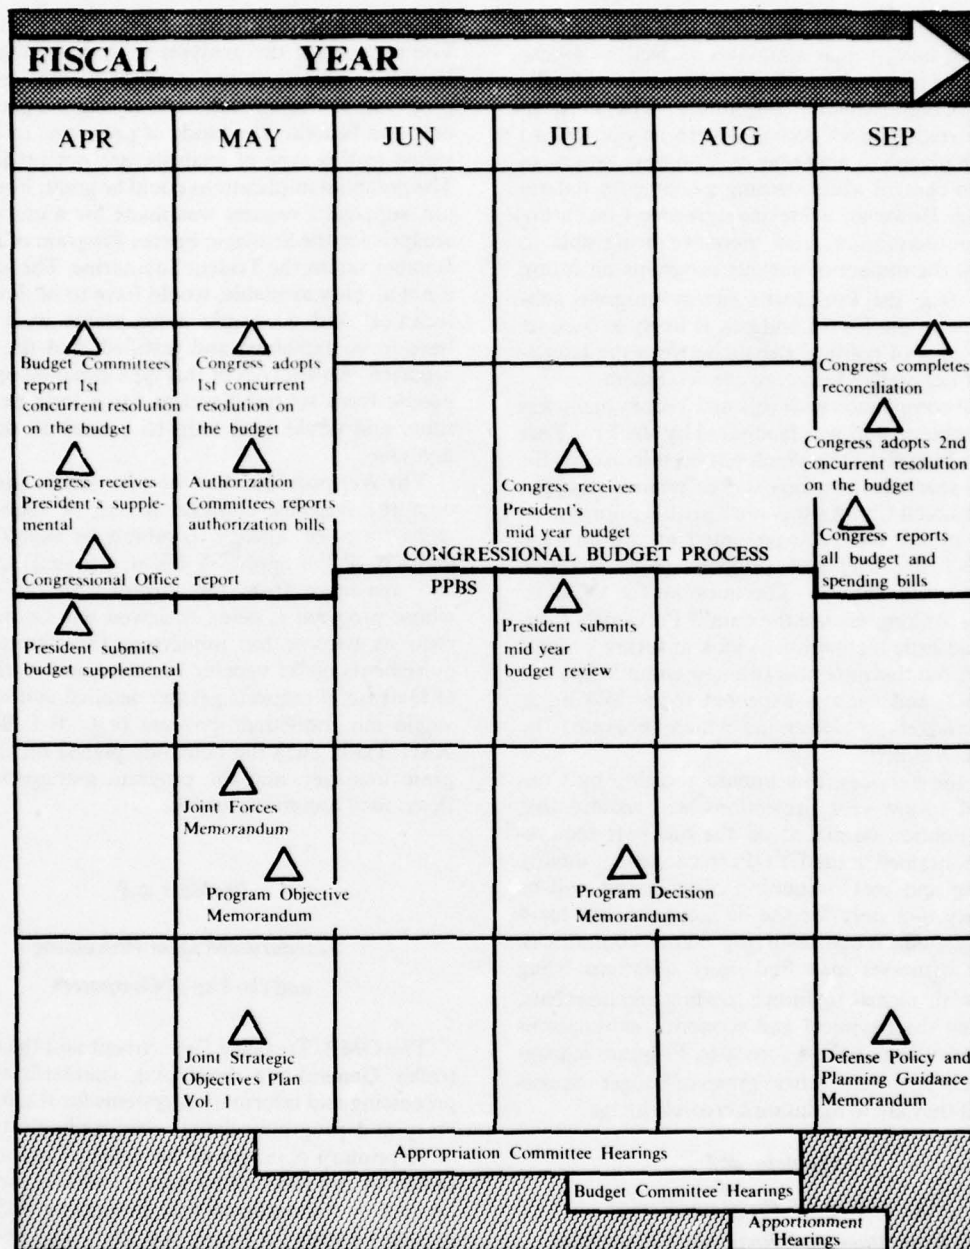 FISCAL YEAR
APR MAY JUN JUL AUG SEP
Budget Committees
report 1st
concurrent resolution
on the budget
Congress adopts
1st concurrent
resolution on
the budget
Congress completes
reconciliation
Congress adopts 2nd
concurrent resolution
on the budget
Congress receives
President's supple-
mental
Authorization
Committees reports
authorization bills
Congress receives
President's
mid year budget
Congress reports
all budget and
spending bills
Congressional Office report
CONGRESSIONAL BUDGET PROCESS
PPBS
President submits
budget supplemental
President submits
mid year
budget review
Joint Forces
Memorandum
Program Objective
Memorandum
Program Decision
Memorandum
Joint Strategic
Objectives Plan
Vol. I
Defense Policy and
Planning Guidance
Memorandum
Appropriation Committee Hearings
Budget Committee Hearings
Apportionment
Hearings